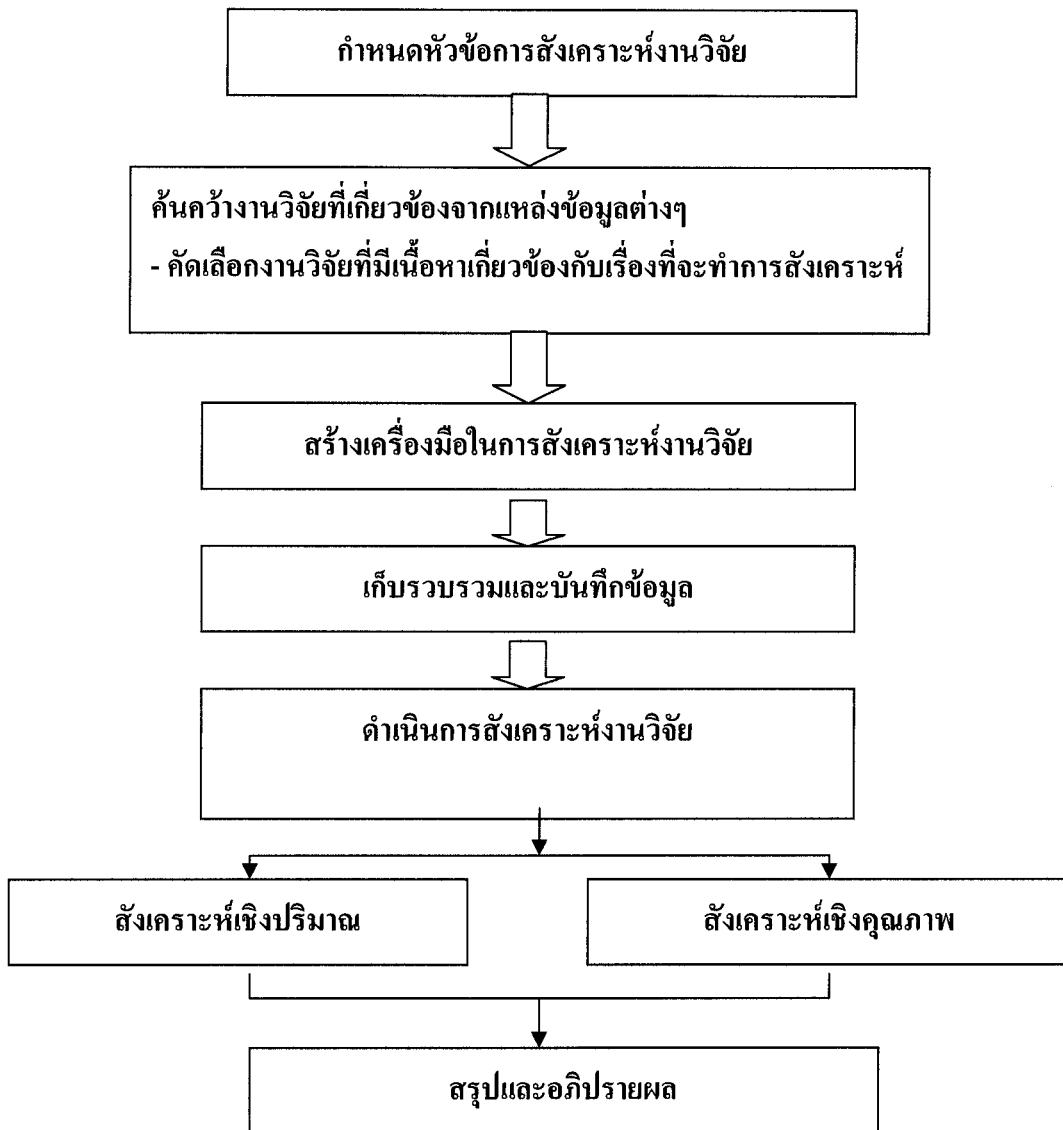 กำหนดหัวข้อการสังเคราะห์งานวิจัย
ค้นคว้างานวิจัยที่เกี่ยวข้องจากแหล่งข้อมูลต่างๆ
- คัดเลือกงานวิจัยที่มีเนื้อหาเกี่ยวข้องกับเรื่องที่จะทำการสังเคราะห์
สร้างเครื่องมือในการสังเคราะห์งานวิจัย
เก็บรวบรวมและบันทึกข้อมูล
ดำเนินการสังเคราะห์งานวิจัย
สังเคราะห์เชิงปริมาณ
สังเคราะห์เชิงคุณภาพ
สรุปและอภิปรายผล